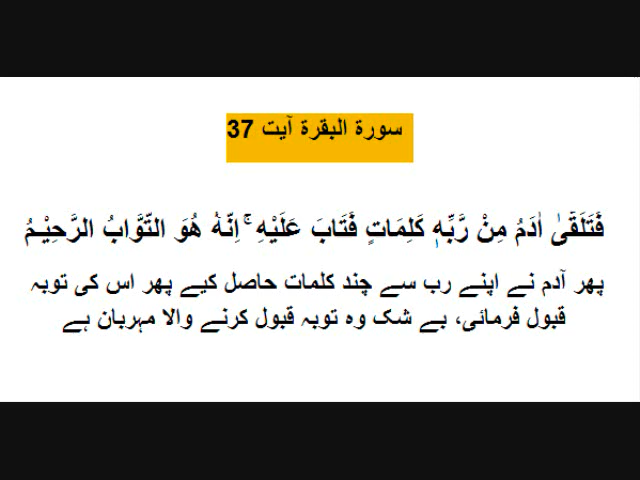 سورة البقرة آیت 37
فَتَلَقّٰىٓ اٰدَمُ مِنْ رَّبِّهٖ كَلِمَاتٍ فَتَابَ عَلَيْهِ ۚ اِنَّهٝ هُوَ التَّوَّابُ الرَّحِيْمُ
پھر آدم نے اپنے رب سے چند کلمات حاصل کیے پھر اس کی توبہ
قبول فرمائی، بے شک وہ توبہ قبول کرنے والا مہربان ہے